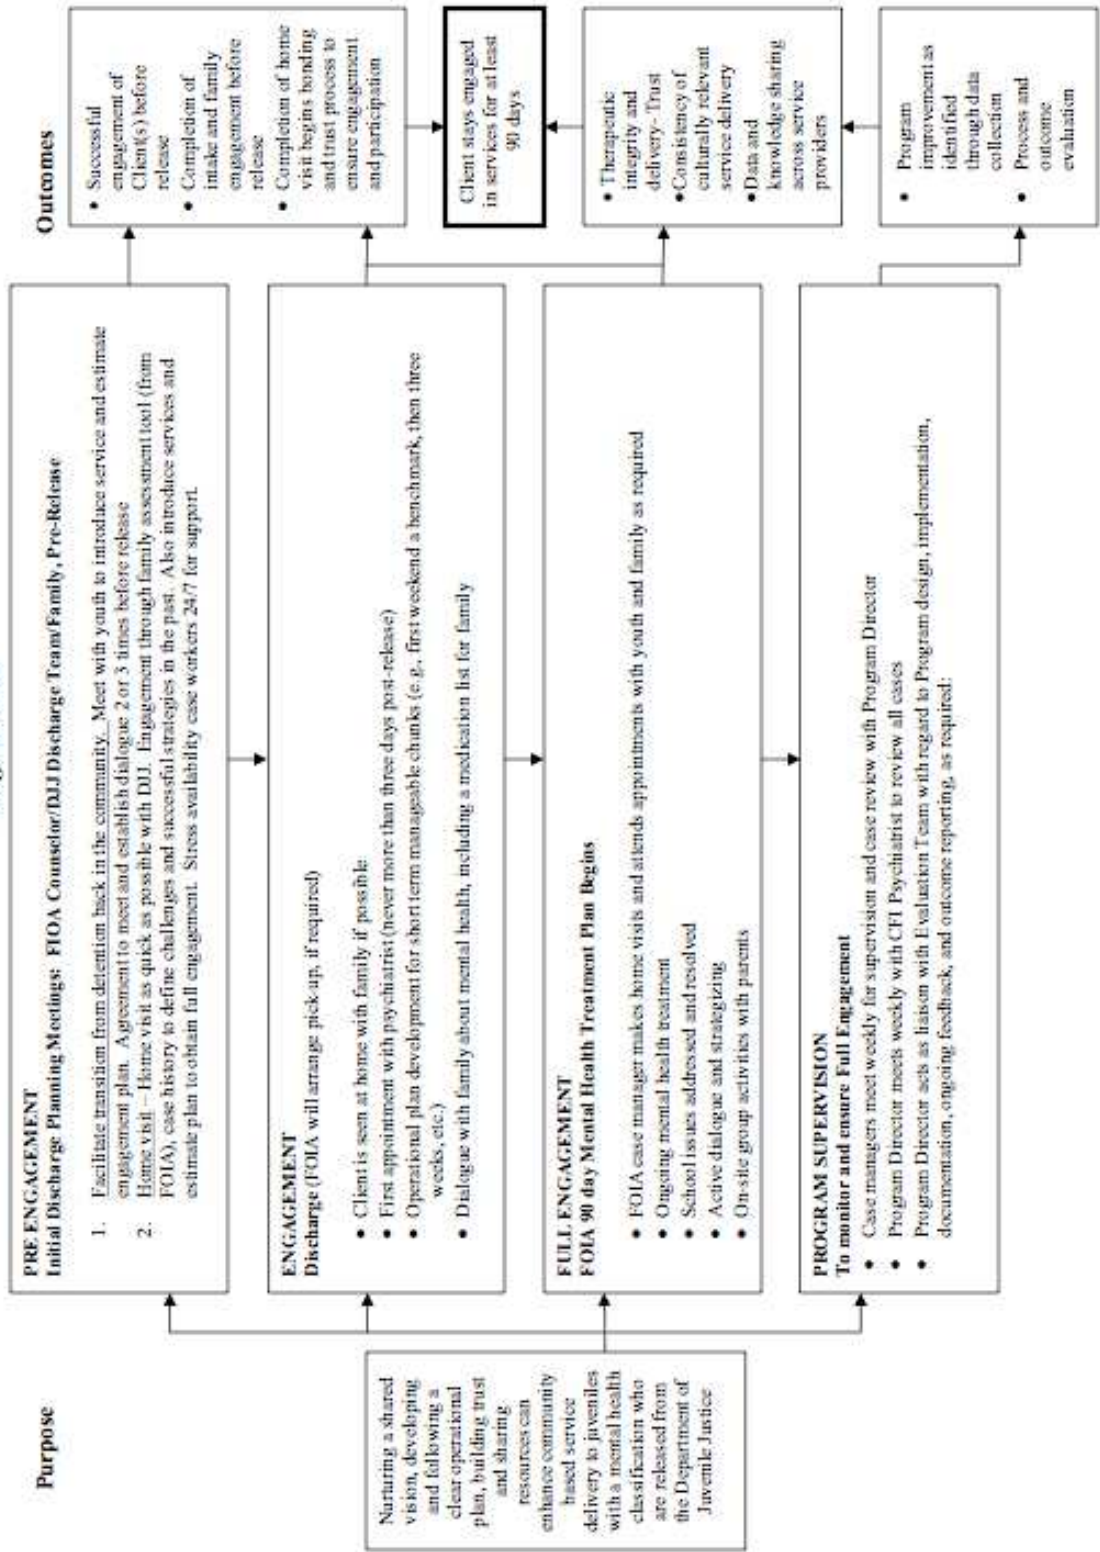 Purpose
Nurturing a shared
vision, developing
and following a
clear operational
plan, building trust
and sharing
resources can
enhance community
based service
delivery to juveniles
with a mental health
classification who
are released from
the Department of
Juvenile Justice
PRE ENGAGEMENT
Initial Discharge Planning Meetings: FIOA Counselor/DJJ Discharge Team/Family, Pre-Release
1. Facilitate transition from detention back in the community. Meet with youth to introduce service and estimate
engagement plan. Agreement to meet and establish dialogue 2 or 3 times before release
2. Home visit – Home visit as quick as possible with DJJ. Engagement through family assessment tool (from
FOIA), case history to define challenges and successful strategies in the past. Also introduce services and
estimate plan to obtain full engagement. Stress availability case workers 24/7 for support.
ENGAGEMENT
Discharge (FOIA will arrange pick-up, if required)
• Client is seen at home with family if possible
• First appointment with psychiatrist (never more than three days post-release)
• Operational plan development for short term manageable chunks (e.g., first weekend a benchmark, then three
weeks, etc.)
• Dialogue with family about mental health, including a medication list for family
FULL ENGAGEMENT
FOIA 90 day Mental Health Treatment Plan Begins
• FOIA case manager makes home visits and attends appointments with youth and family as required
• Ongoing mental health treatment
• School issues addressed and resolved
• Active dialogue and strategizing
• On-site group activities with parents
PROGRAM SUPERVISION
To monitor and ensure Full Engagement
• Case managers meet weekly for supervision and case review with Program Director
• Program Director meets weekly with CFI Psychiatrist to review all cases
• Program Director acts as liaison with Evaluation Team with regard to Program design, implementation,
documentation, ongoing feedback, and outcome reporting, as required:
Outcomes
• Successful
engagement of
Client(s) before
release
• Completion of
intake and family
engagement before
release
• Completion of home
visit begins bonding
and trust process to
ensure engagement
and participation
Client stays engaged
in services for at least
90 days
• Therapeutic
integrity and
delivery- Trust
•Consistency of
culturally relevant
service delivery
•Data and
knowledge sharing
across service
providers
• Program
improvement as
identified
through data
collection
• Process and
outcome
evaluation